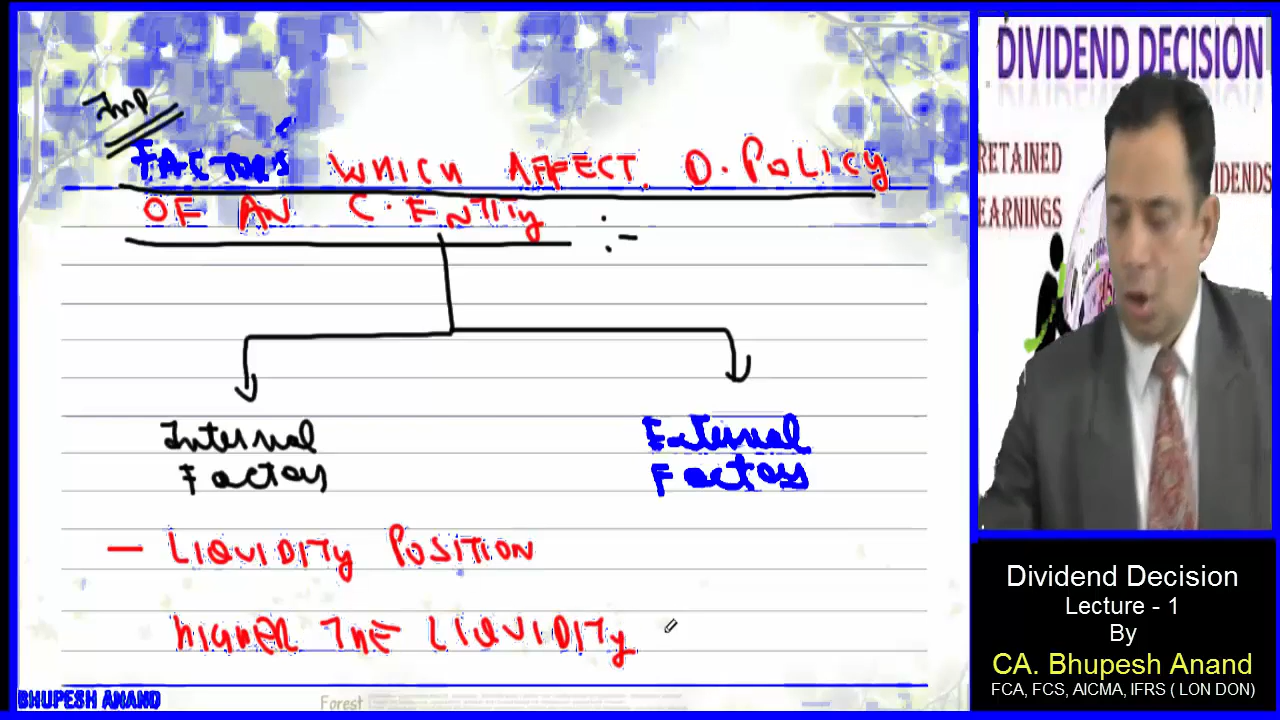 Imp
FACTORS WHICH AFFECT D. POLICY
OF AN C. ENTITY :-
Internal
Factors
External
Factors
— LIQUIDITY POSITION
HIGHER THE LIQUIDITY
BHUPESH ANAND
Forest
DIVIDEND DECISION
RETAINED
EARNINGS
DIVIDENDS
Dividend Decision
Lecture - 1
By
CA. Bhupesh Anand
FCA, FCS, AICMA, IFRS ( LON DON)